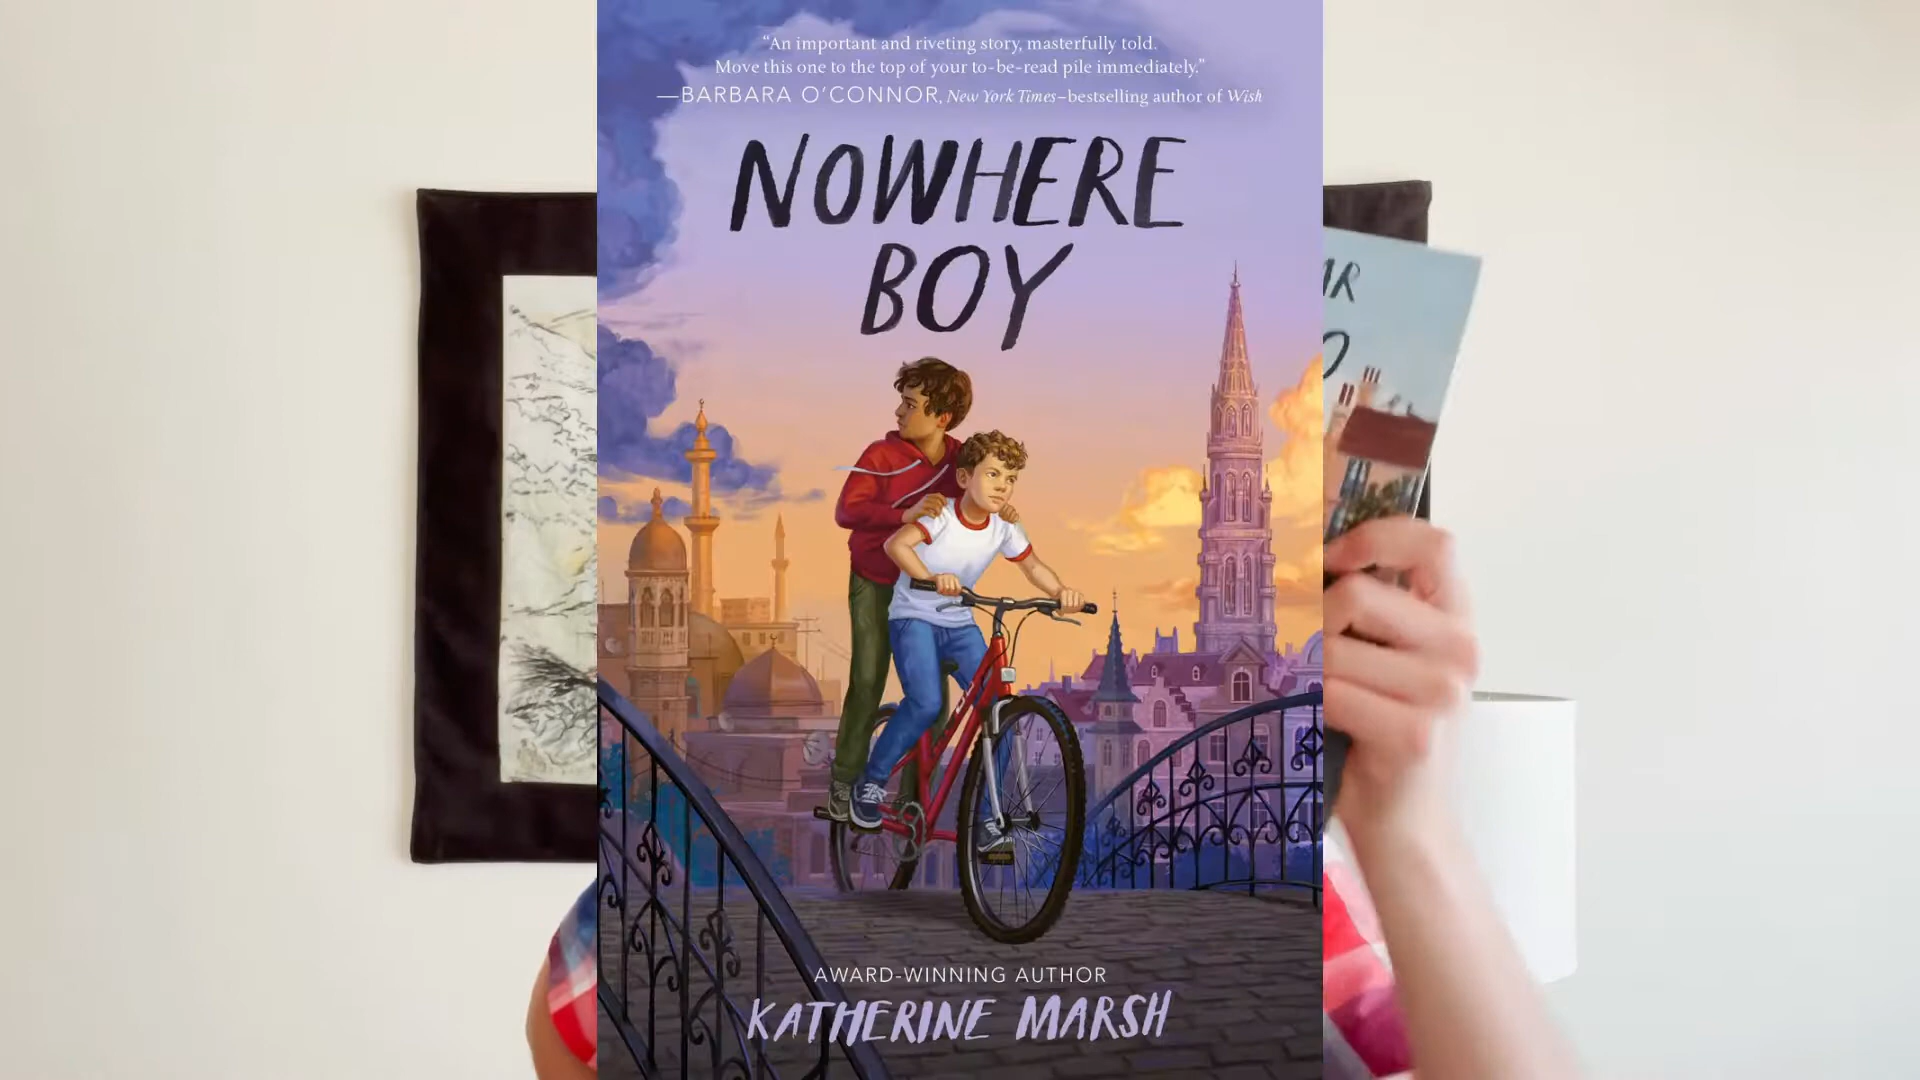 “An important and riveting story, masterfully told.
Move this one to the top of your to-be-read pile immediately.”
—BARBARA O’CONNOR, New York Times–bestselling author of Wish
NOWHERE
BOY
AWARD-WINNING AUTHOR
KATHERINE MARSH